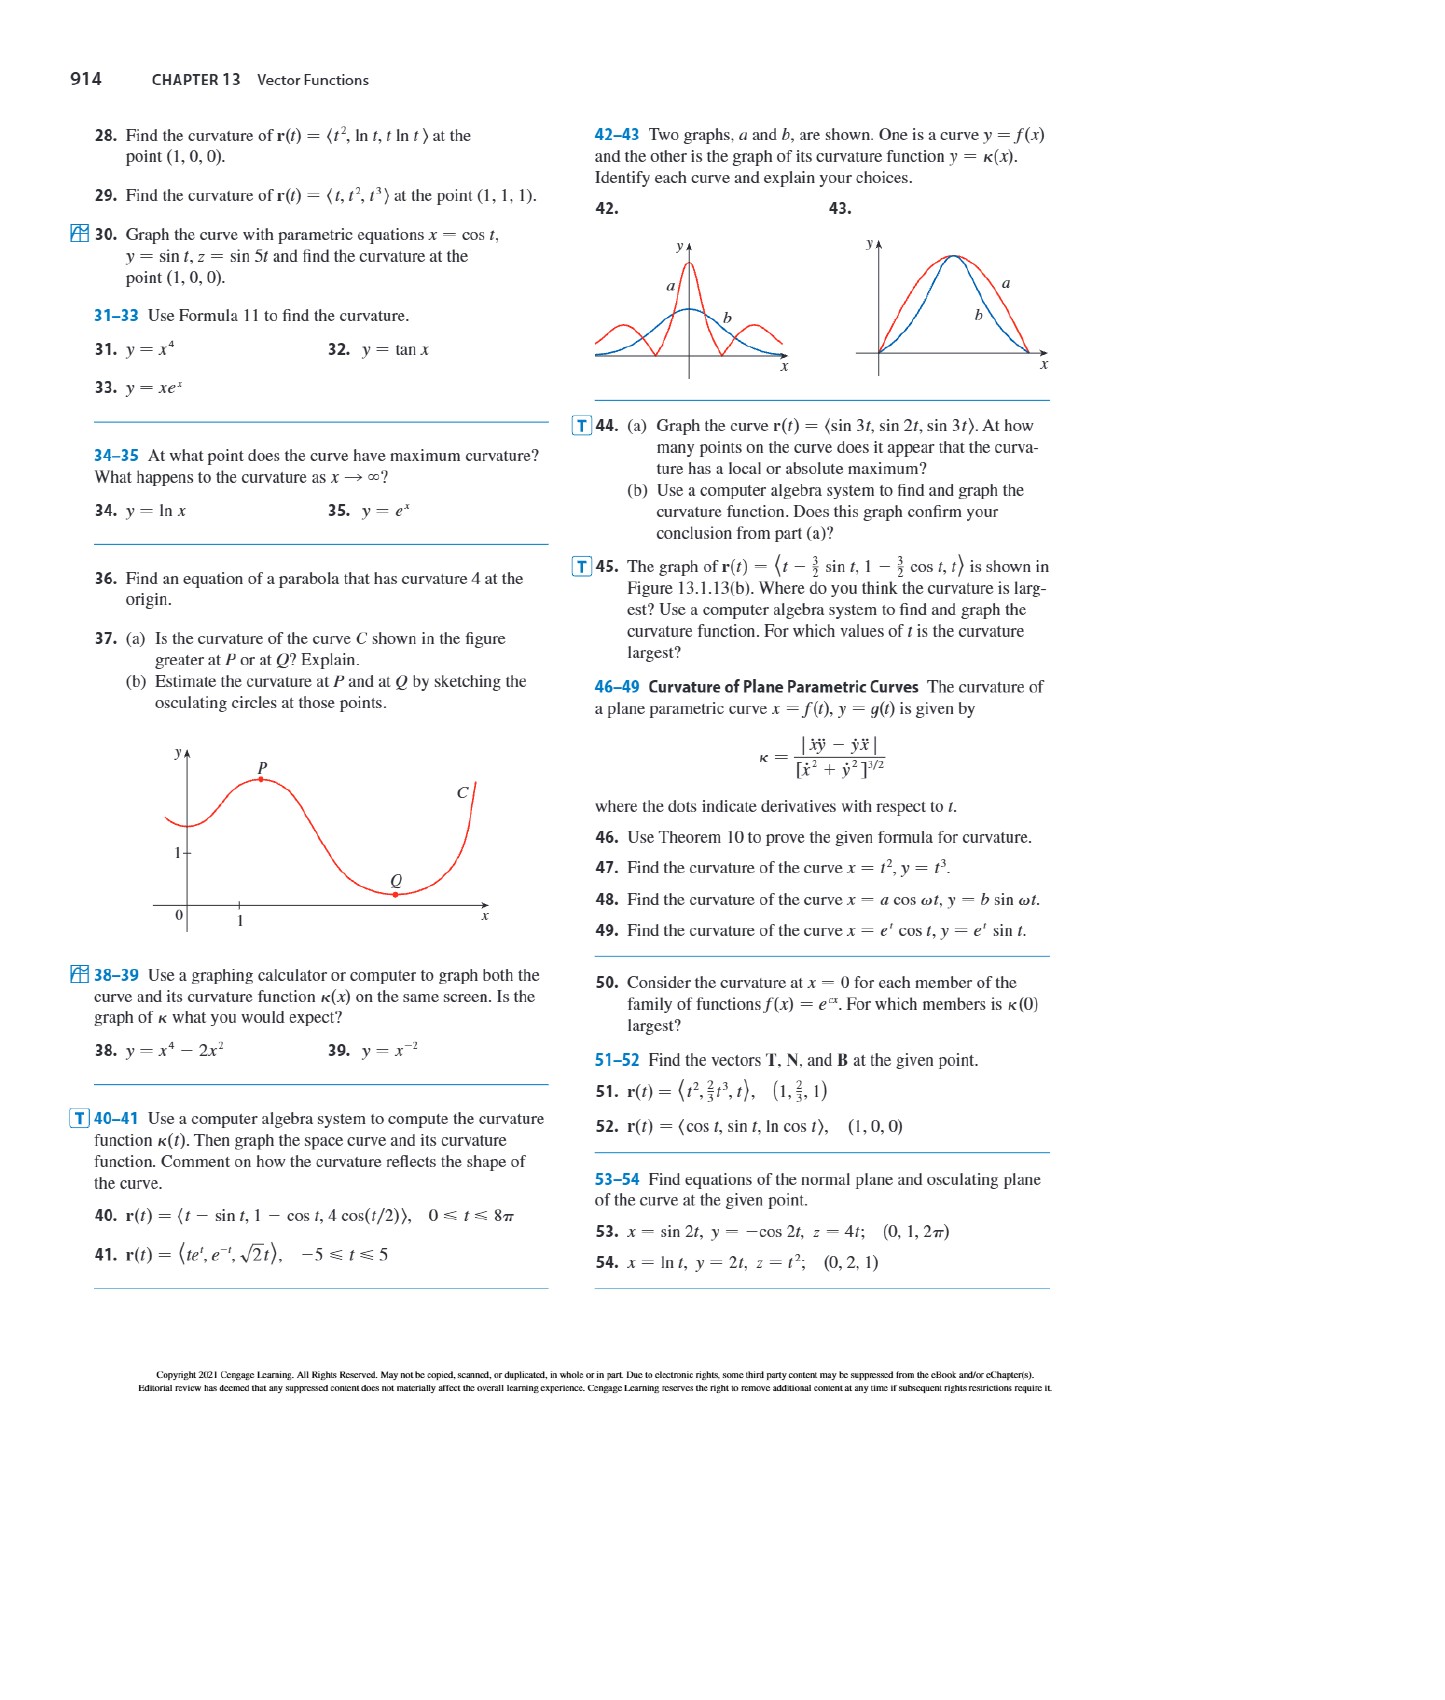 914 CHAPTER 13 Vector Functions
28. Find the curvature of r(t) = ⟨t², ln t, t ln t⟩ at the
point (1, 0, 0).
29. Find the curvature of r(t) = ⟨t, t², t³⟩ at the point (1, 1, 1).
30. Graph the curve with parametric equations x = cos t,
y = sin t, z = sin 5t and find the curvature at the
point (1, 0, 0).
31–33 Use Formula 11 to find the curvature.
31. y = x⁴ 32. y = tan x
33. y = xeˣ
34–35 At what point does the curve have maximum curvature?
What happens to the curvature as x → ∞?
34. y = ln x 35. y = eˣ
36. Find an equation of a parabola that has curvature 4 at the
origin.
37. (a) Is the curvature of the curve C shown in the figure
greater at P or at Q? Explain.
(b) Estimate the curvature at P and at Q by sketching the
osculating circles at those points.
y
P
C
1
Q
0
1
x
38–39 Use a graphing calculator or computer to graph both the
curve and its curvature function κ(x) on the same screen. Is the
graph of κ what you would expect?
38. y = x⁴ − 2x² 39. y = x⁻²
T 40–41 Use a computer algebra system to compute the curvature
function κ(t). Then graph the space curve and its curvature
function. Comment on how the curvature reflects the shape of
the curve.
40. r(t) = ⟨t − sin t, 1 − cos t, 4 cos(t/2)⟩, 0 ≤ t ≤ 8π
41. r(t) = ⟨teᵗ, e⁻ᵗ, √2t⟩, −5 ≤ t ≤ 5
42–43 Two graphs, a and b, are shown. One is a curve y = f(x)
and the other is the graph of its curvature function y = κ(x).
Identify each curve and explain your choices.
42. 43.
y
a
b
x
y
a
b
x
T 44. (a) Graph the curve r(t) = ⟨sin 3t, sin 2t, sin 3t⟩. At how
many points on the curve does it appear that the curva-
ture has a local or absolute maximum?
(b) Use a computer algebra system to find and graph the
curvature function. Does this graph confirm your
conclusion from part (a)?
T 45. The graph of r(t) = ⟨t − 3/2 sin t, 1 − 3/2 cos t, t⟩ is shown in
Figure 13.1.13(b). Where do you think the curvature is larg-
est? Use a computer algebra system to find and graph the
curvature function. For which values of t is the curvature
largest?
46–49 Curvature of Plane Parametric Curves The curvature of
a plane parametric curve x = f(t), y = g(t) is given by
κ = |ẋÿ − ẏẍ| / [ẋ² + ẏ²]³ᐟ²
where the dots indicate derivatives with respect to t.
46. Use Theorem 10 to prove the given formula for curvature.
47. Find the curvature of the curve x = t², y = t³.
48. Find the curvature of the curve x = a cos ωt, y = b sin ωt.
49. Find the curvature of the curve x = eᵗ cos t, y = eᵗ sin t.
50. Consider the curvature at x = 0 for each member of the
family of functions f(x) = eᶜˣ. For which members is κ(0)
largest?
51–52 Find the vectors T, N, and B at the given point.
51. r(t) = ⟨t², 2/3 t³, t⟩, (1, 2/3, 1)
52. r(t) = ⟨cos t, sin t, ln cos t⟩, (1, 0, 0)
53–54 Find equations of the normal plane and osculating plane
of the curve at the given point.
53. x = sin 2t, y = −cos 2t, z = 4t; (0, 1, 2π)
54. x = ln t, y = 2t, z = t²; (0, 2, 1)
Copyright 2021 Cengage Learning. All Rights Reserved. May not be copied, scanned, or duplicated, in whole or in part. Due to electronic rights, some third party content may be suppressed from the eBook and/or eChapter(s).
Editorial review has deemed that any suppressed content does not materially affect the overall learning experience. Cengage Learning reserves the right to remove additional content at any time if subsequent rights restrictions require it.